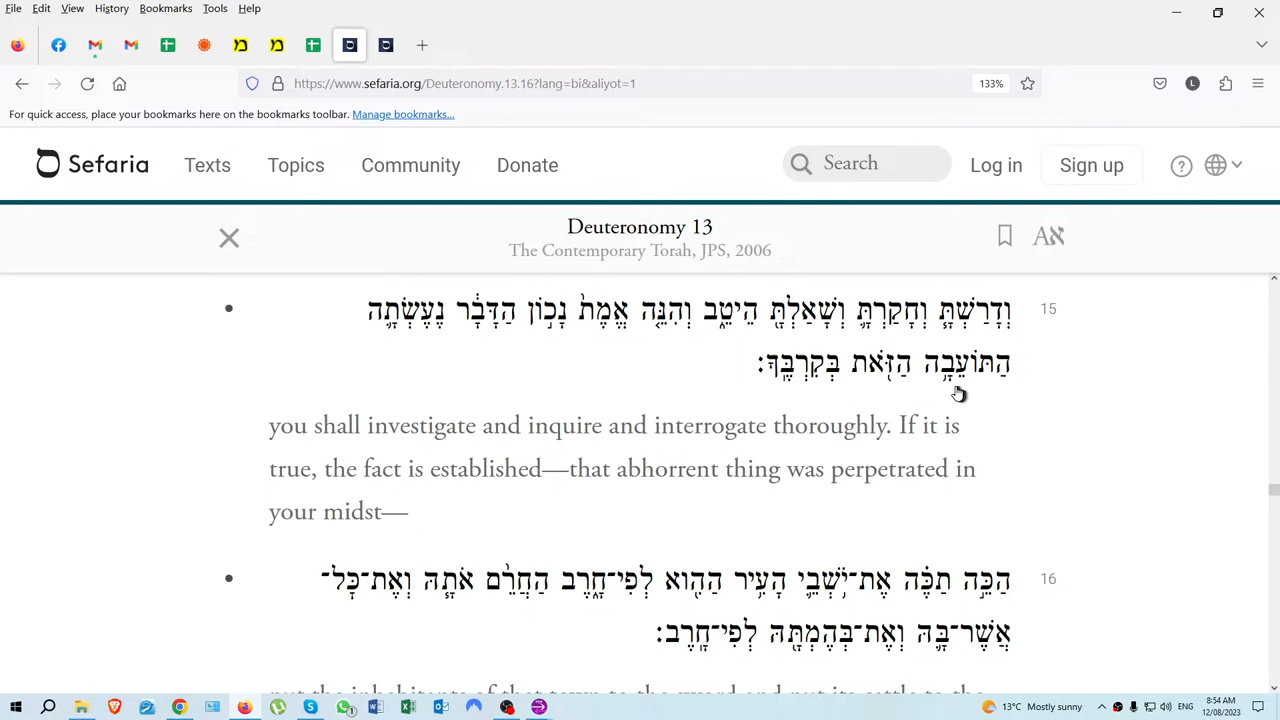 File Edit View History Bookmarks Tools Help
https://www.sefaria.org/Deuteronomy.13.16?lang=bi&aliyot=1
133%
L
For quick access, place your bookmarks here on the bookmarks toolbar. Manage bookmarks...
Sefaria Texts Topics Community Donate Search Log in Sign up
Deuteronomy 13
The Contemporary Torah, JPS, 2006
15
וְדָרַשְׁתָּ֧ וְחָקַרְתָּ֛ וְשָׁאַלְתָּ֖ הֵיטֵ֑ב וְהִנֵּ֤ה אֱמֶת֙ נָכ֣וֹן הַדָּבָ֔ר נֶעֶשְׂתָ֛ה
הַתּוֹעֵבָ֥ה הַזֹּ֖את בְּקִרְבֶּֽךָ׃
you shall investigate and inquire and interrogate thoroughly. If it is
true, the fact is established—that abhorrent thing was perpetrated in
your midst—
16
הַכֵּ֣ה תַכֶּ֗ה אֶת־יֹ֥שְׁבֵ֛י הָעִ֥יר הַהִ֖וא לְפִי־חָ֑רֶב הַחֲרֵ֨ם אֹתָ֧הּ וְאֶת־כׇּל־
אֲשֶׁר־בָּ֛הּ וְאֶת־בְּהֶמְתָּ֖הּ לְפִי־חָֽרֶב׃
13°C Mostly sunny
ENG
8:54 AM
12/08/2023